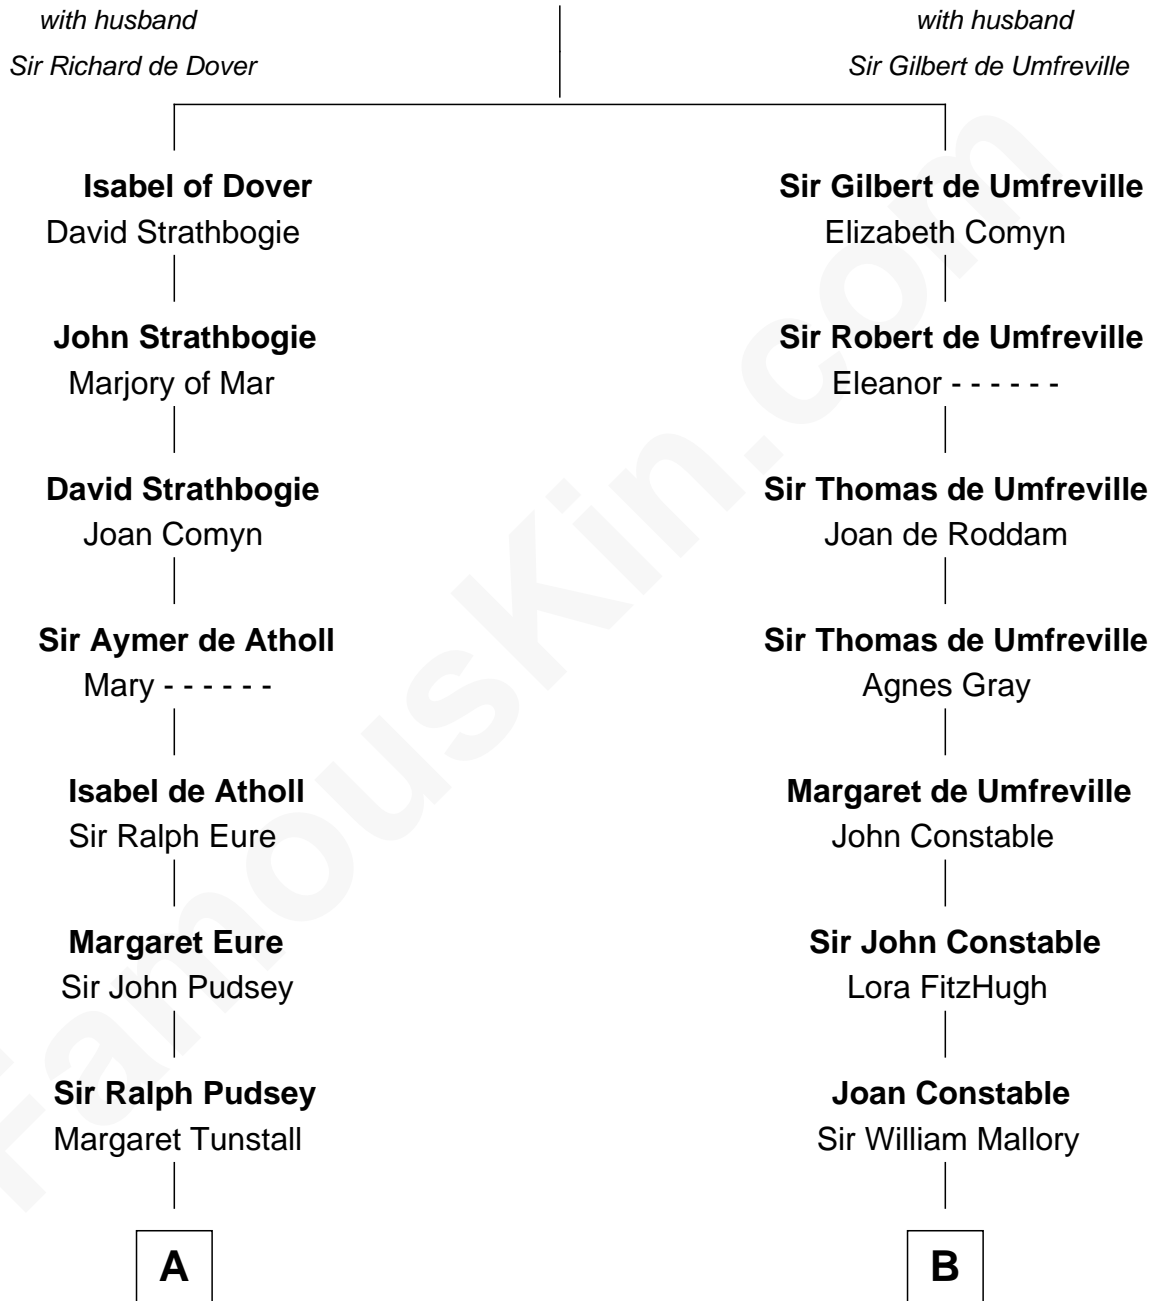 with husband
Sir Richard de Dover
with husband
Sir Gilbert de Umfreville
Isabel of Dover
David Strathbogie
Sir Gilbert de Umfreville
Elizabeth Comyn
John Strathbogie
Marjory of Mar
Sir Robert de Umfreville
Eleanor - - - - - -
David Strathbogie
Joan Comyn
Sir Thomas de Umfreville
Joan de Roddam
Sir Aymer de Atholl
Mary - - - - - -
Sir Thomas de Umfreville
Agnes Gray
Isabel de Atholl
Sir Ralph Eure
Margaret de Umfreville
John Constable
Margaret Eure
Sir John Pudsey
Sir John Constable
Lora FitzHugh
Sir Ralph Pudsey
Margaret Tunstall
Joan Constable
Sir William Mallory
A
B
FamousKin.com